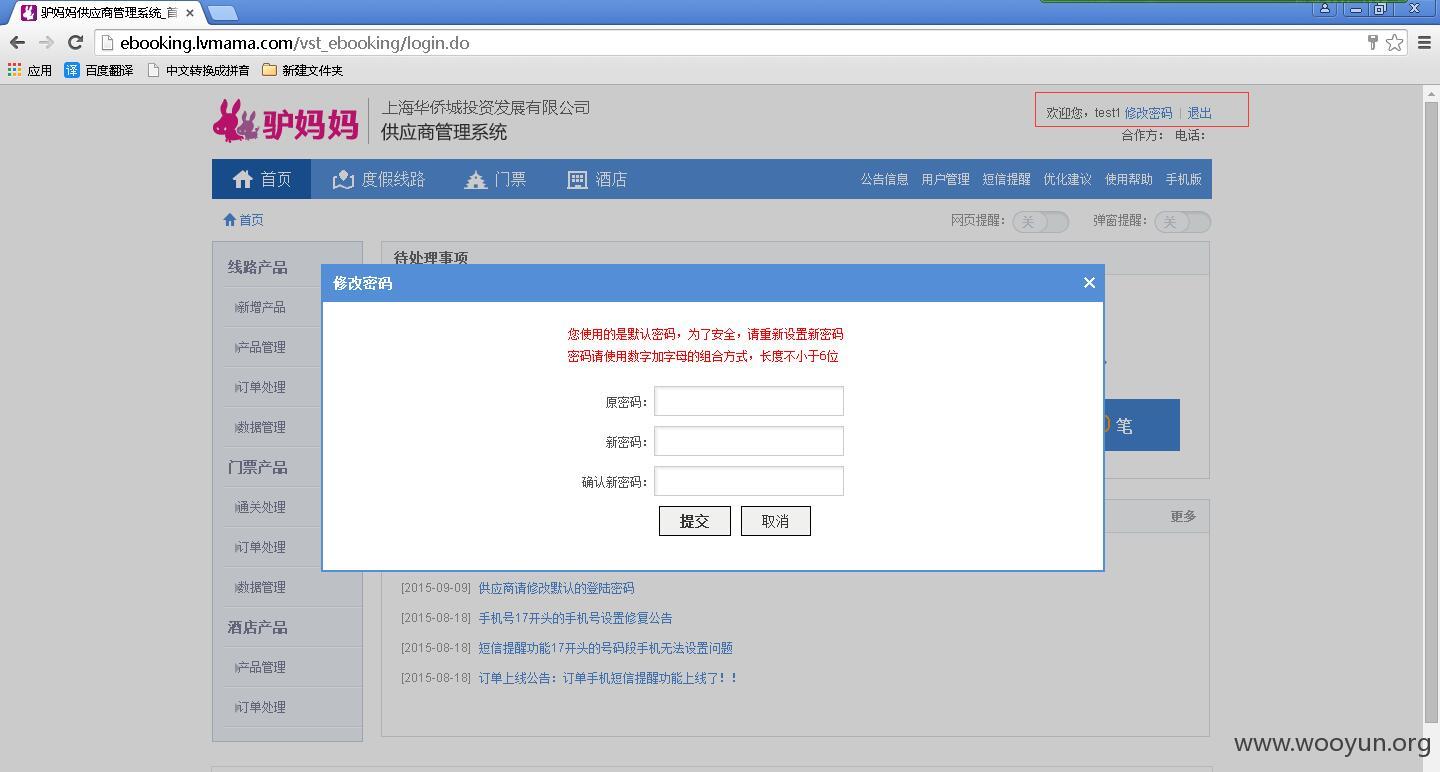 驴妈妈供应商管理系统_首
ebooking.lvmama.com/vst_ebooking/login.do
应用 百度翻译 中文转换成拼音 新建文件夹
驴妈妈
上海华侨城投资发展有限公司
供应商管理系统
欢迎您，test1 修改密码 | 退出
合作方： 电话：
首页 度假线路 门票 酒店 公告信息 用户管理 短信提醒 优化建议 使用帮助 手机版
首页 网页提醒： 关 弹窗提醒： 关
线路产品
新增产品
产品管理
订单处理
数据管理
门票产品
通关处理
订单处理
数据管理
酒店产品
产品管理
订单处理
待处理事项
修改密码
您使用的是默认密码，为了安全，请重新设置新密码
密码请使用数字加字母的组合方式，长度不小于6位
原密码：
新密码：
确认新密码：
提交 取消
笔
更多
[2015-09-09] 供应商请修改默认的登陆密码
[2015-08-18] 手机号17开头的手机号设置修复公告
[2015-08-18] 短信提醒功能17开头的号码段手机无法设置问题
[2015-08-18] 订单上线公告：订单手机短信提醒功能上线了！！
www.wooyun.org